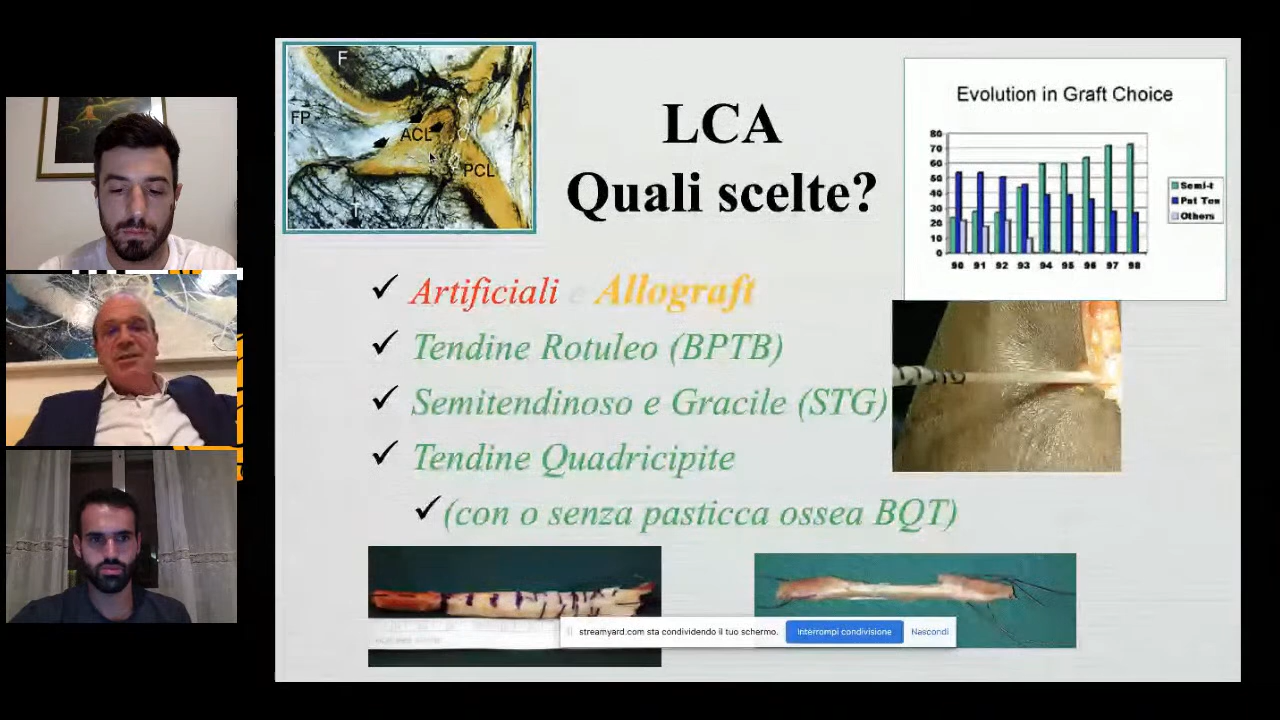 F
FP
ACL
PCL
LCA
Quali scelte?
Evolution in Graft Choice
80
70
60
50
40
30
20
10
0
90 91 92 93 94 95 96 97 98
Semi-t
Pat Ten
Others
✓ Artificiali e Allograft
✓ Tendine Rotuleo (BPTB)
✓ Semitendinoso e Gracile (STG)
✓ Tendine Quadricipite
✓ (con o senza pasticca ossea BQT)
streamyard.com sta condividendo il tuo schermo.
Interrompi condivisione
Nascondi